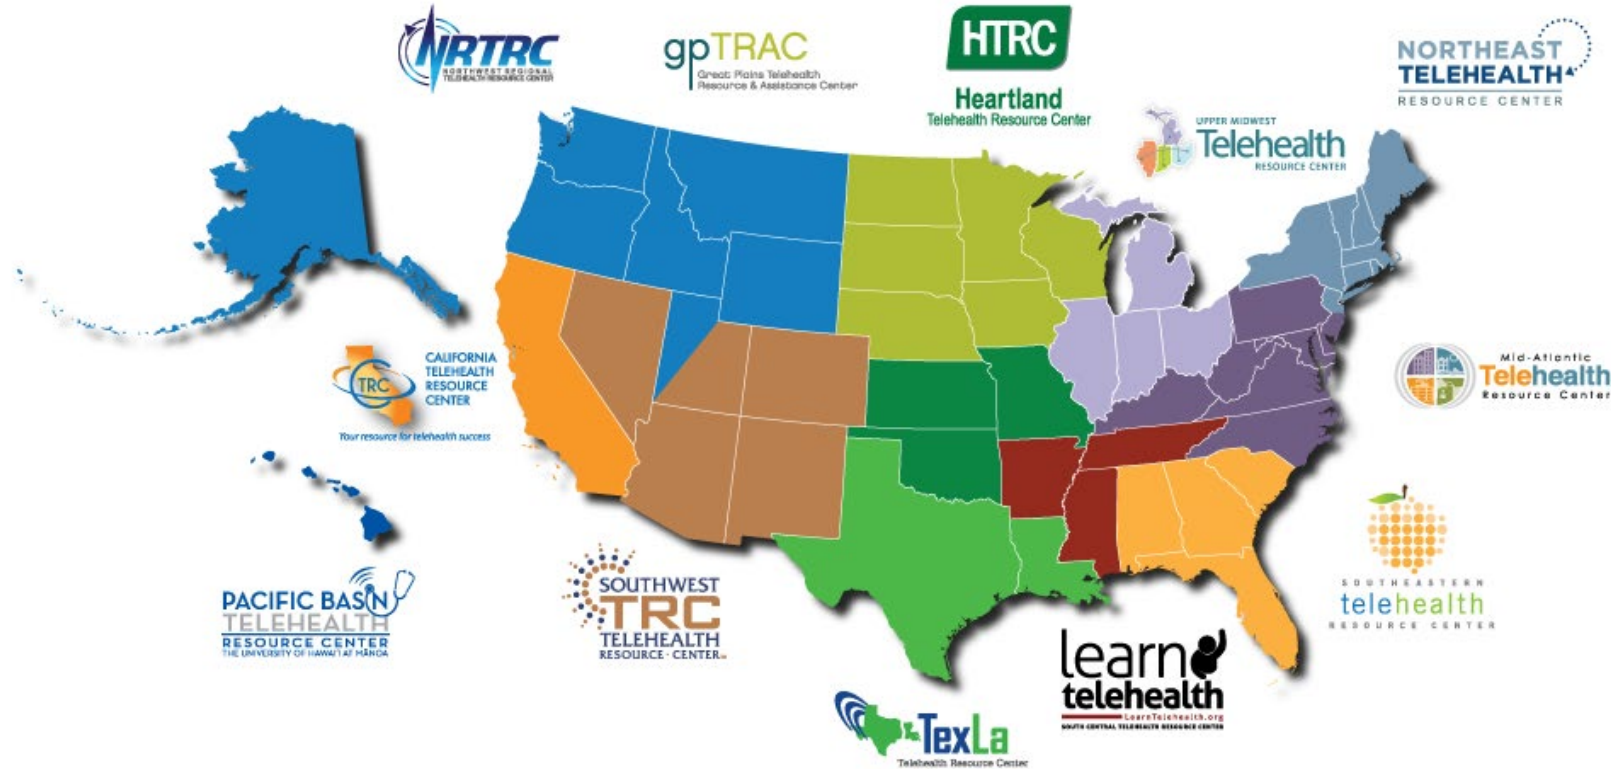 NRTRC
NORTHWEST REGIONAL
TELEHEALTH RESOURCE CENTER
gpTRAC
Great Plains Telehealth
Resource & Assistance Center
HTRC
Heartland
Telehealth Resource Center
NORTHEAST
TELEHEALTH
RESOURCE CENTER
UPPER MIDWEST
Telehealth
RESOURCE CENTER
TRC
CALIFORNIA
TELEHEALTH
RESOURCE
CENTER
Your resource for telehealth success
Mid-Atlantic
Telehealth
Resource Center
PACIFIC BASIN
TELEHEALTH
RESOURCE CENTER
THE UNIVERSITY OF HAWAI'I AT MĀNOA
SOUTHWEST
TRC
TELEHEALTH
RESOURCE · CENTER
SOUTHEASTERN
telehealth
RESOURCE CENTER
learn
telehealth
LearnTelehealth.org
SOUTH CENTRAL TELEHEALTH RESOURCE CENTER
TexLa
Telehealth Resource Center